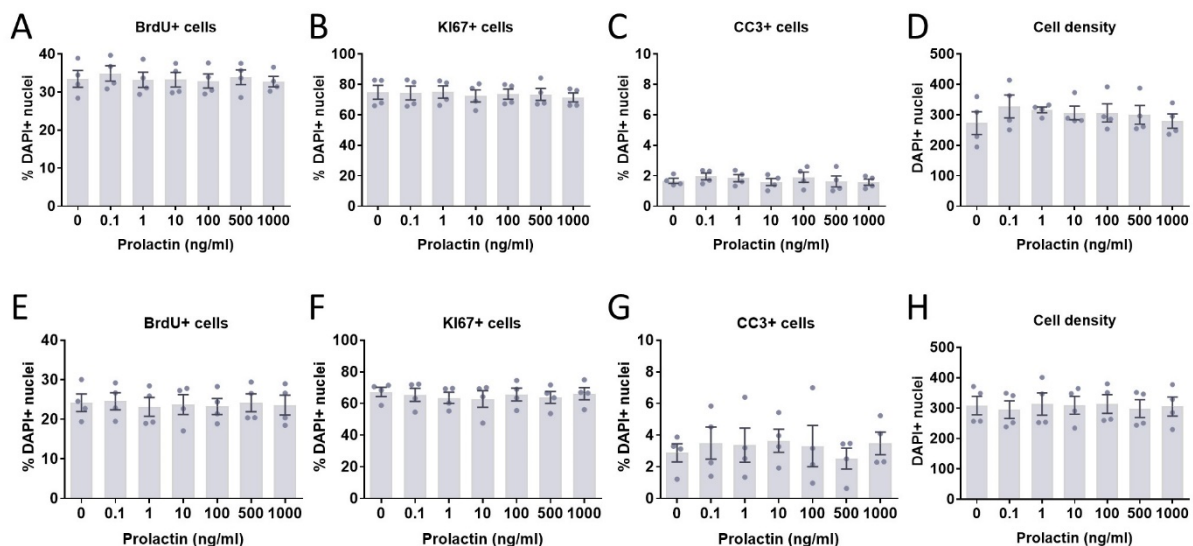 A
BrdU+ cells
% DAPI+ nuclei
40
30
20
10
0
0 0.1 1 10 100 500 1000
Prolactin (ng/ml)
B
KI67+ cells
% DAPI+ nuclei
100
80
60
40
20
0
0 0.1 1 10 100 500 1000
Prolactin (ng/ml)
C
CC3+ cells
% DAPI+ nuclei
10
8
6
4
2
0
0 0.1 1 10 100 500 1000
Prolactin (ng/ml)
D
Cell density
DAPI+ nuclei
500
400
300
200
100
0
0 0.1 1 10 100 500 1000
Prolactin (ng/ml)
E
BrdU+ cells
% DAPI+ nuclei
40
30
20
10
0
0 0.1 1 10 100 500 1000
Prolactin (ng/ml)
F
KI67+ cells
% DAPI+ nuclei
100
80
60
40
20
0
0 0.1 1 10 100 500 1000
Prolactin (ng/ml)
G
CC3+ cells
% DAPI+ nuclei
10
8
6
4
2
0
0 0.1 1 10 100 500 1000
Prolactin (ng/ml)
H
Cell density
DAPI+ nuclei
500
400
300
200
100
0
0 0.1 1 10 100 500 1000
Prolactin (ng/ml)